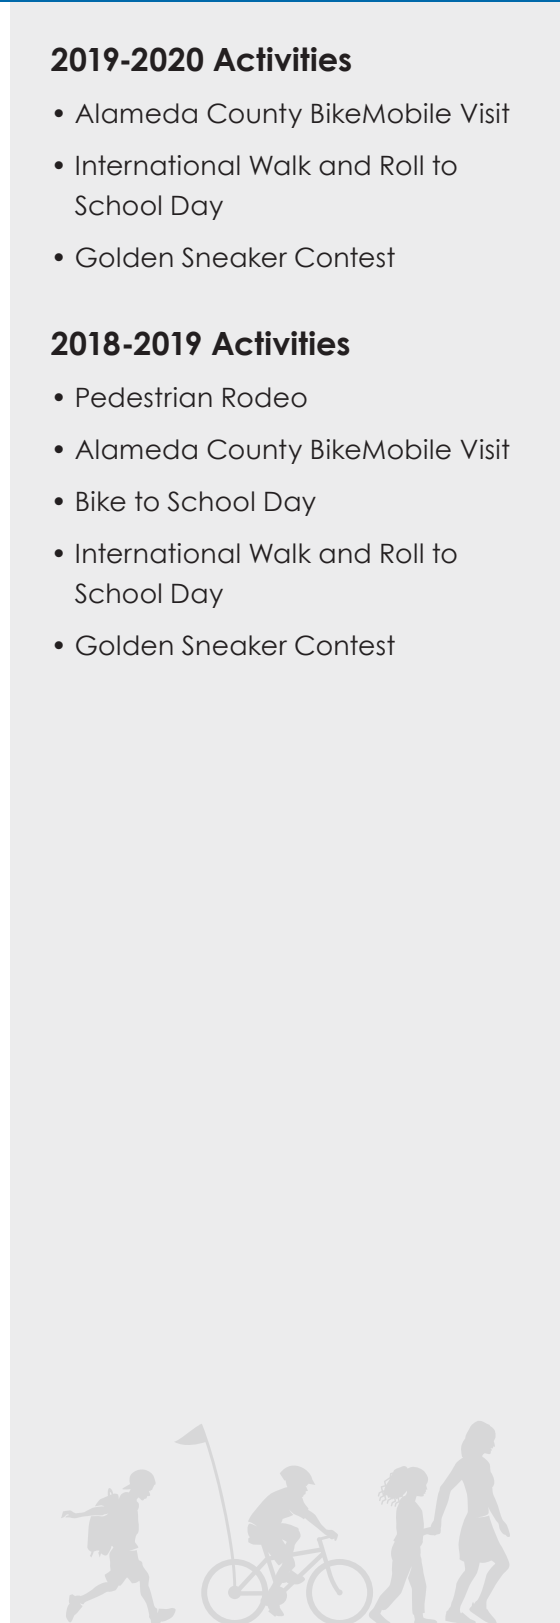 2019-2020 Activities
• Alameda County BikeMobile Visit
• International Walk and Roll to
School Day
• Golden Sneaker Contest
2018-2019 Activities
• Pedestrian Rodeo
• Alameda County BikeMobile Visit
• Bike to School Day
• International Walk and Roll to
School Day
• Golden Sneaker Contest